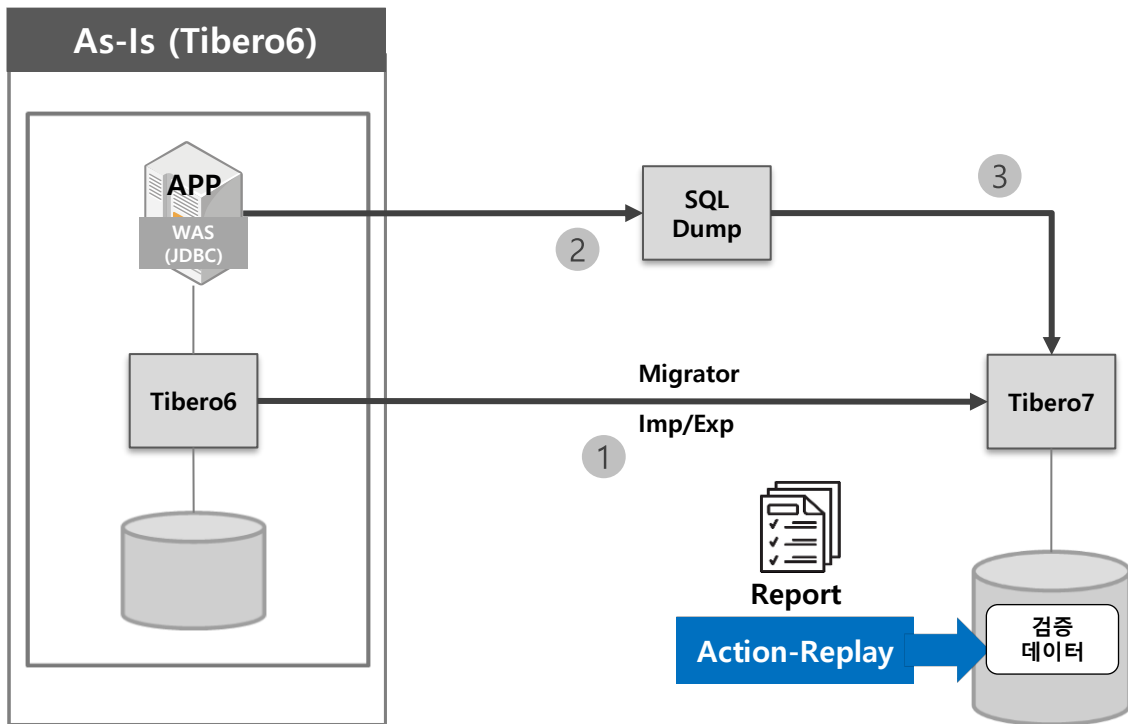 As-Is (Tibero6)
APP
WAS
(JDBC)
SQL
Dump
3
2
Tibero6
Migrator
Imp/Exp
1
Tibero7
Report
Action-Replay
검증
데이터